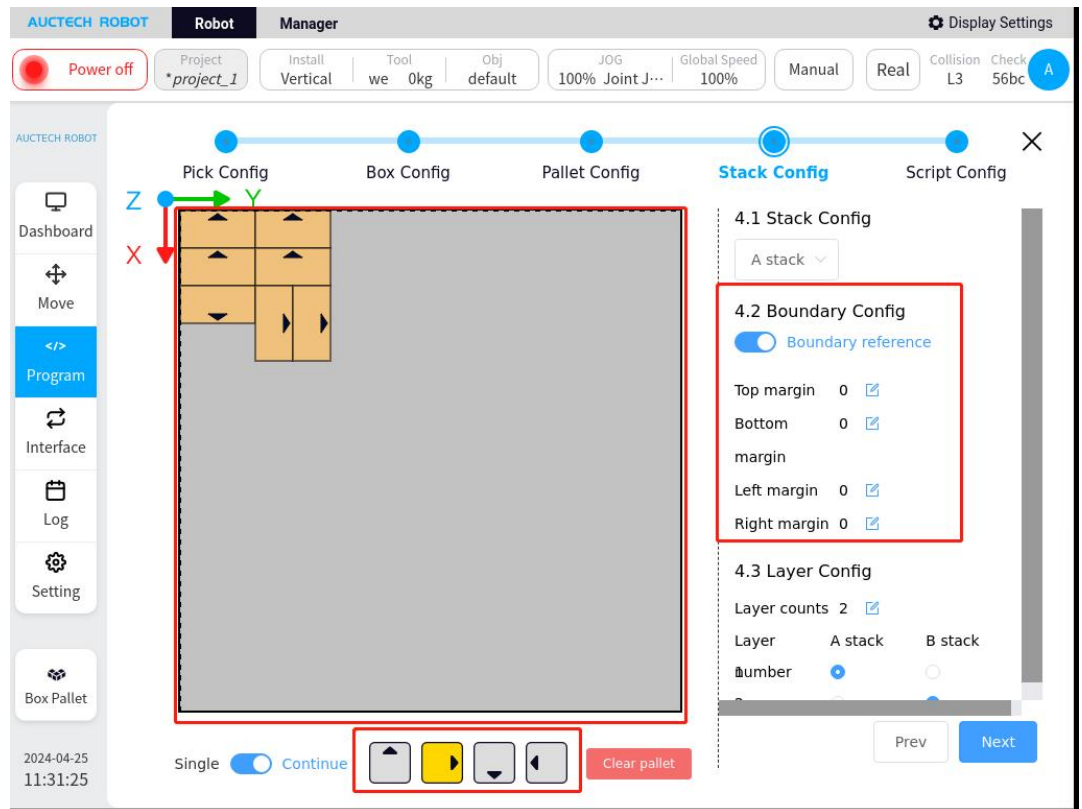 AUCTECH ROBOT Robot Manager Display Settings
Power off
Project
*project_1
Install
Vertical
Tool
we 0kg
Obj
default
JOG
100% Joint J···
Global Speed
100%
Manual
Real
Collision
L3
Check
56bc
A
AUCTECH ROBOT
Dashboard
Move
</>
Program
Interface
Log
Setting
Box Pallet
2024-04-25
11:31:25
Pick Config
Box Config
Pallet Config
Stack Config
Script Config
Z
Y
X
4.1 Stack Config
A stack
4.2 Boundary Config
Boundary reference
Top margin 0
Bottom 0
margin
Left margin 0
Right margin 0
4.3 Layer Config
Layer counts 2
Layer A stack B stack
number
Single Continue
Clear pallet
Prev
Next